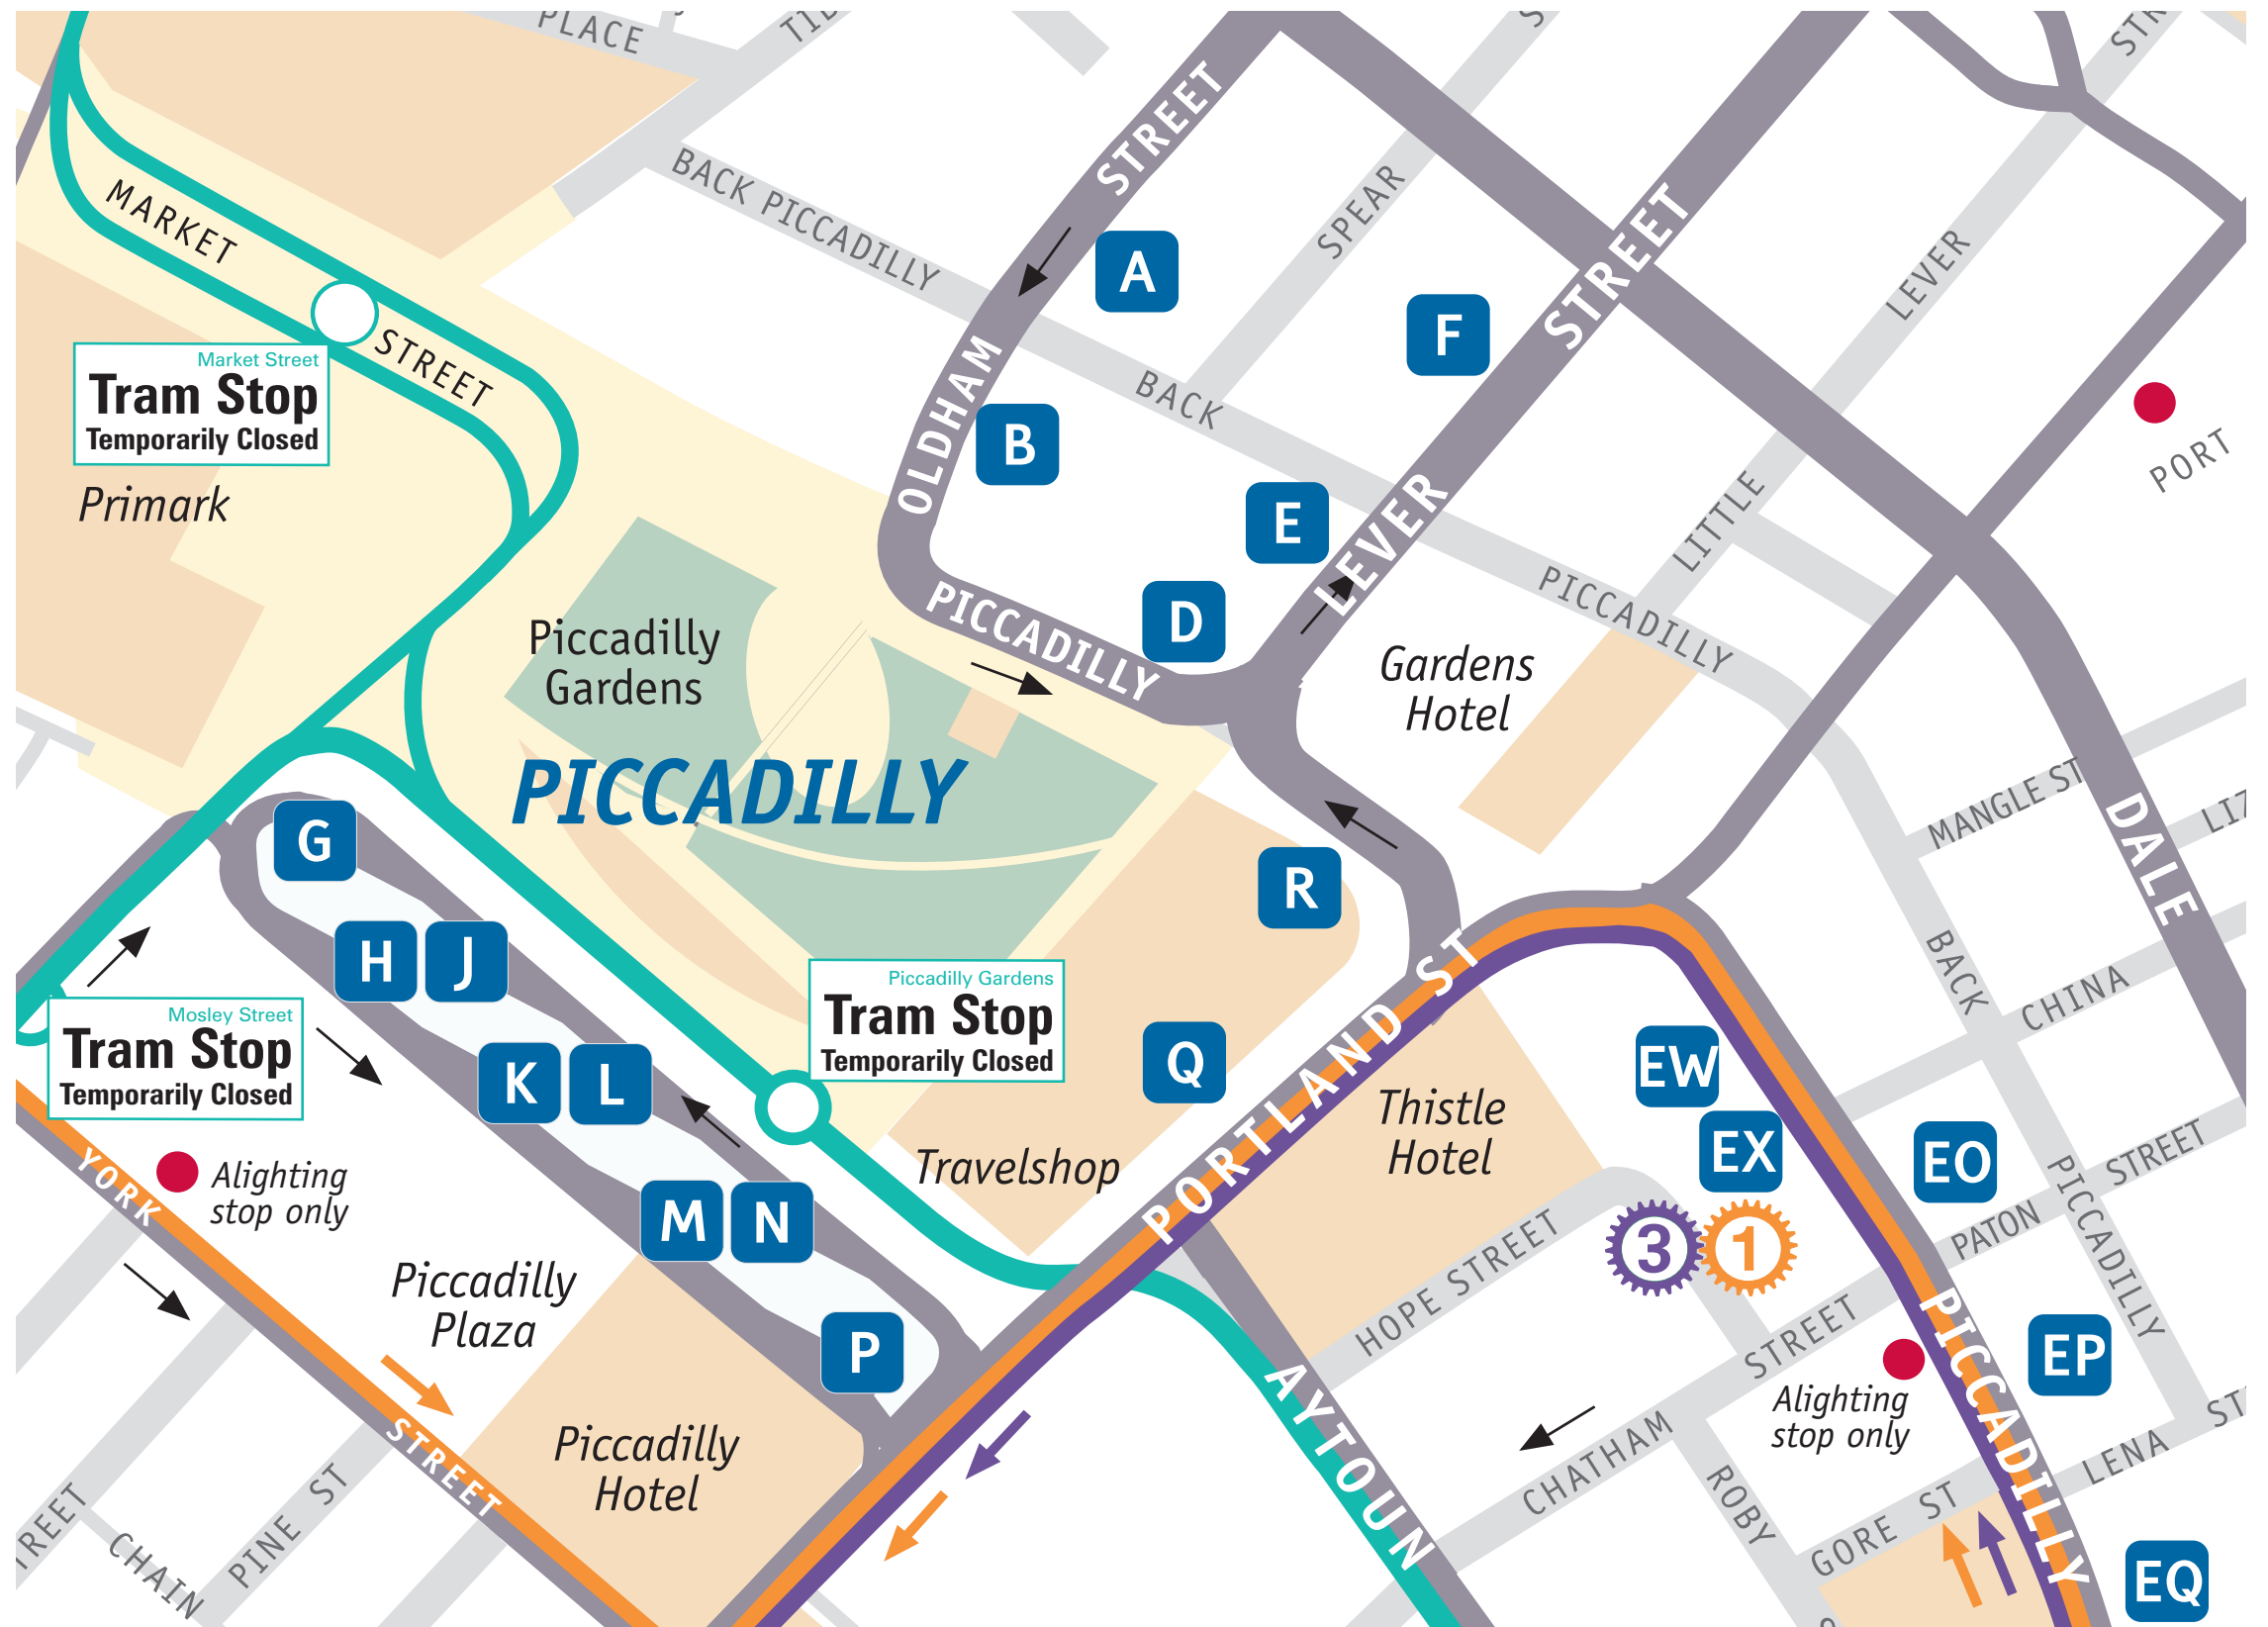 PLACE
STREET
BACK PICCADILLY
MARKET
STREET
A
SPEAR
F
STREET
LEVER
Market Street
Tram Stop
Temporarily Closed
Primark
OLDHAM
B
BACK
E
LEVER
LITTLE
PORT
PICCADILLY
D
PICCADILLY
Piccadilly
Gardens
Gardens
Hotel
PICCADILLY
MANGLE ST
DALE
G
R
H
J
BACK
CHINA
ST
Piccadilly Gardens
Tram Stop
Temporarily Closed
Mosley Street
Tram Stop
Temporarily Closed
K
L
Q
PORTLAND
EW
EX
EO
Thistle
Hotel
Travelshop
YORK
Alighting
stop only
M
N
3
1
PATON
STREET
PICCADILLY
HOPE STREET
Piccadilly
Plaza
P
STREET
CHATHAM
Alighting
stop only
EP
PICCADILLY
AYTOUN
Piccadilly
Hotel
STREET
PINE ST
CHAIN
ROBY
GORE ST
LENA
ST
EQ